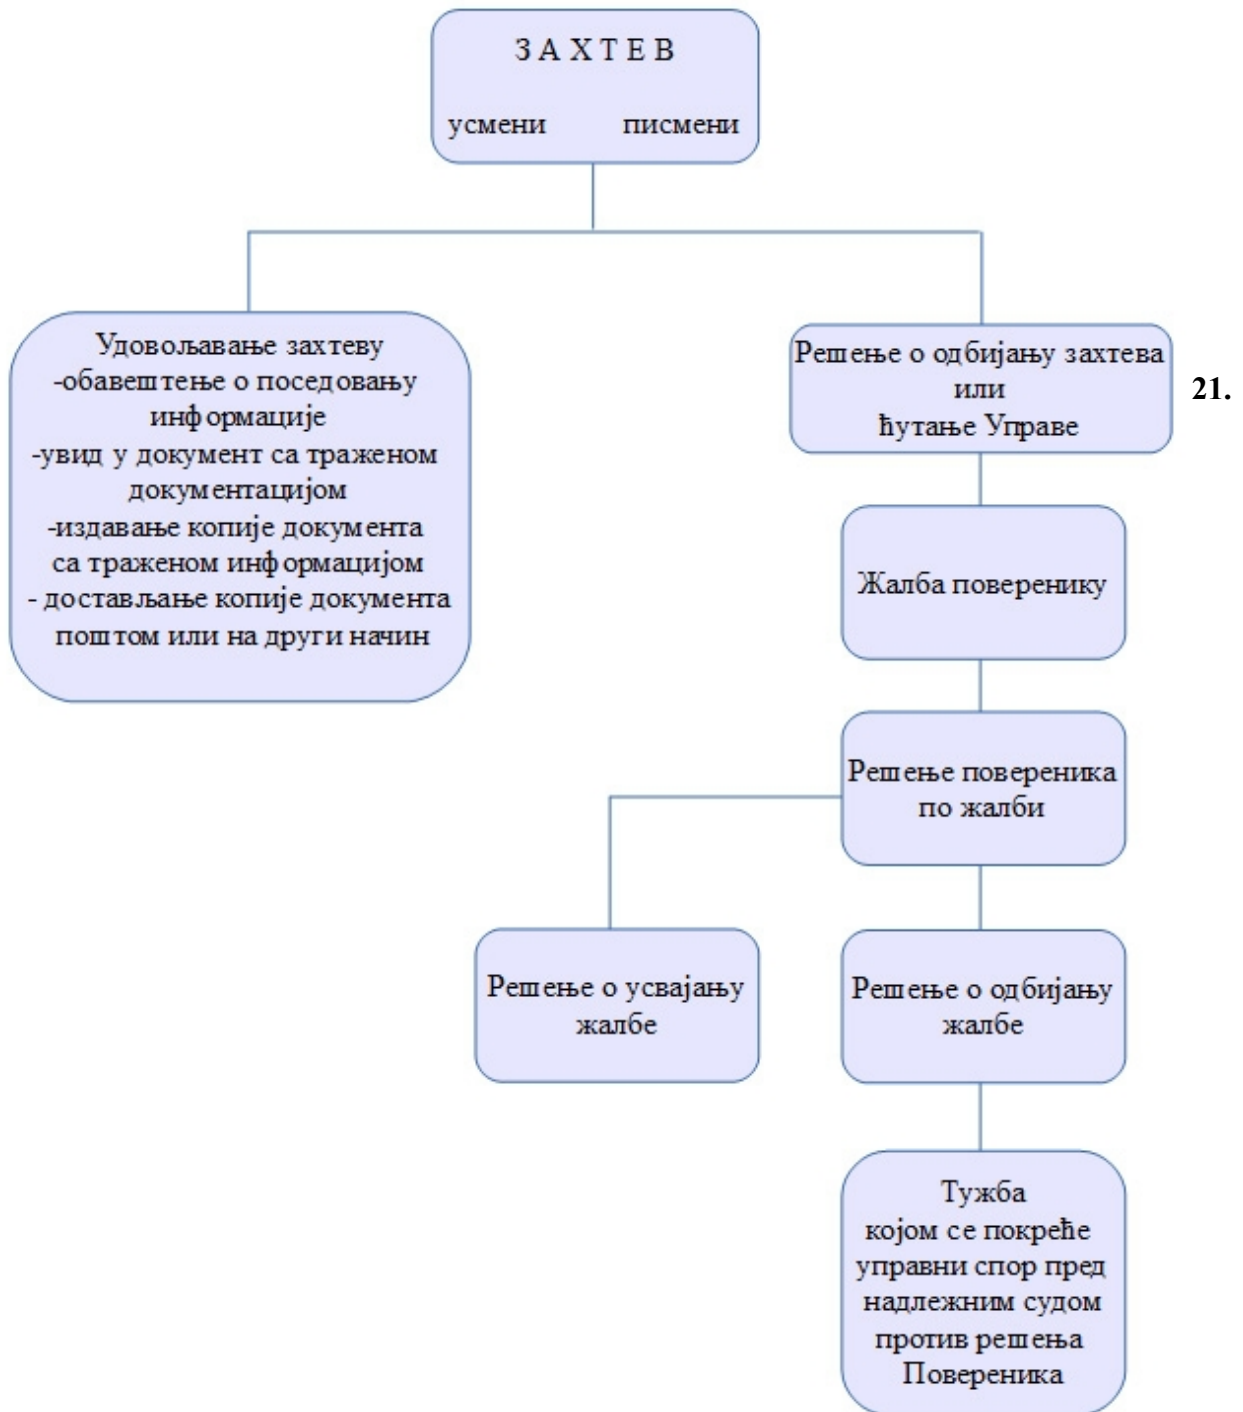 З А Х Т Е В
усмени писмени
Удовољавање захтеву
-обавештење о поседовању
информације
-увид у документ са траженом
документацијом
-издавање копије документа
са траженом информацијом
- достављање копије документа
поштом или на други начин
Решење о одбијању захтева
или
ћутање Управе
21.
Жалба поверенику
Решење повереника
по жалби
Решење о усвајању
жалбе
Решење о одбијању
жалбе
Тужба
којом се покреће
управни спор пред
надлежним судом
против решења
Повереника